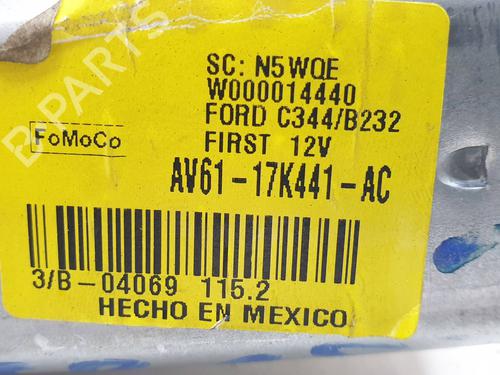 SC: N5WQE
W000014440
FORD C344/B232
FoMoCo
FIRST 12V
AV61-17K441-AC
3/B-04069 115.2
HECHO EN MEXICO
B-PARTS